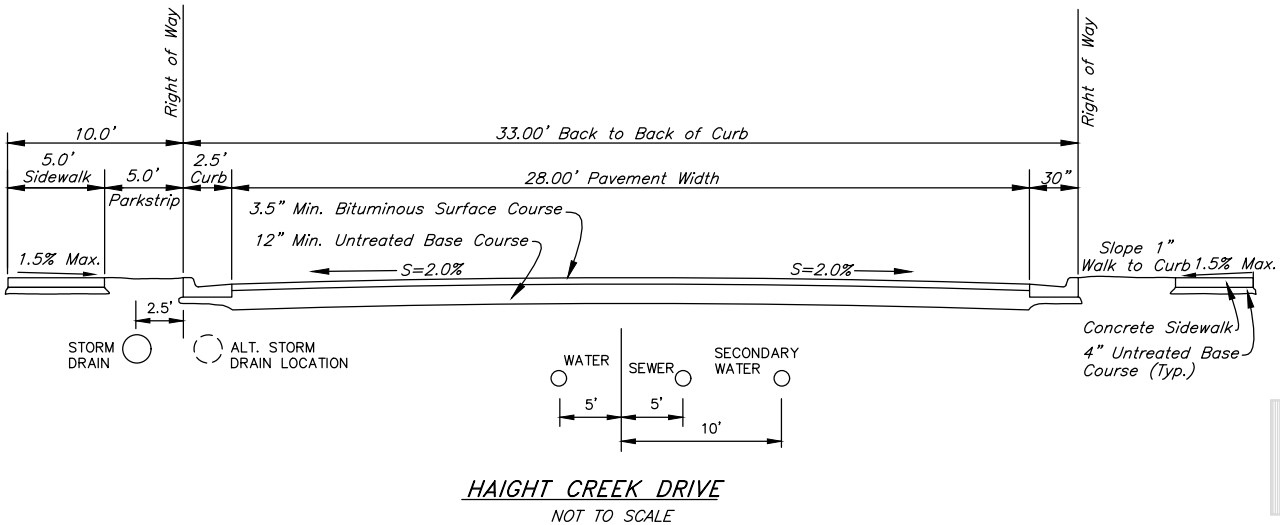 Right of Way
Right of Way
10.0'
33.00' Back to Back of Curb
5.0'
Sidewalk
5.0'
Parkstrip
2.5'
Curb
28.00' Pavement Width
30"
3.5" Min. Bituminous Surface Course
12" Min. Untreated Base Course
1.5% Max.
S=2.0%
S=2.0%
Slope 1"
Walk to Curb
1.5% Max.
2.5'
STORM
DRAIN
ALT. STORM
DRAIN LOCATION
Concrete Sidewalk
4" Untreated Base
Course (Typ.)
WATER
SEWER
SECONDARY
WATER
5'
5'
10'
HAIGHT CREEK DRIVE
NOT TO SCALE